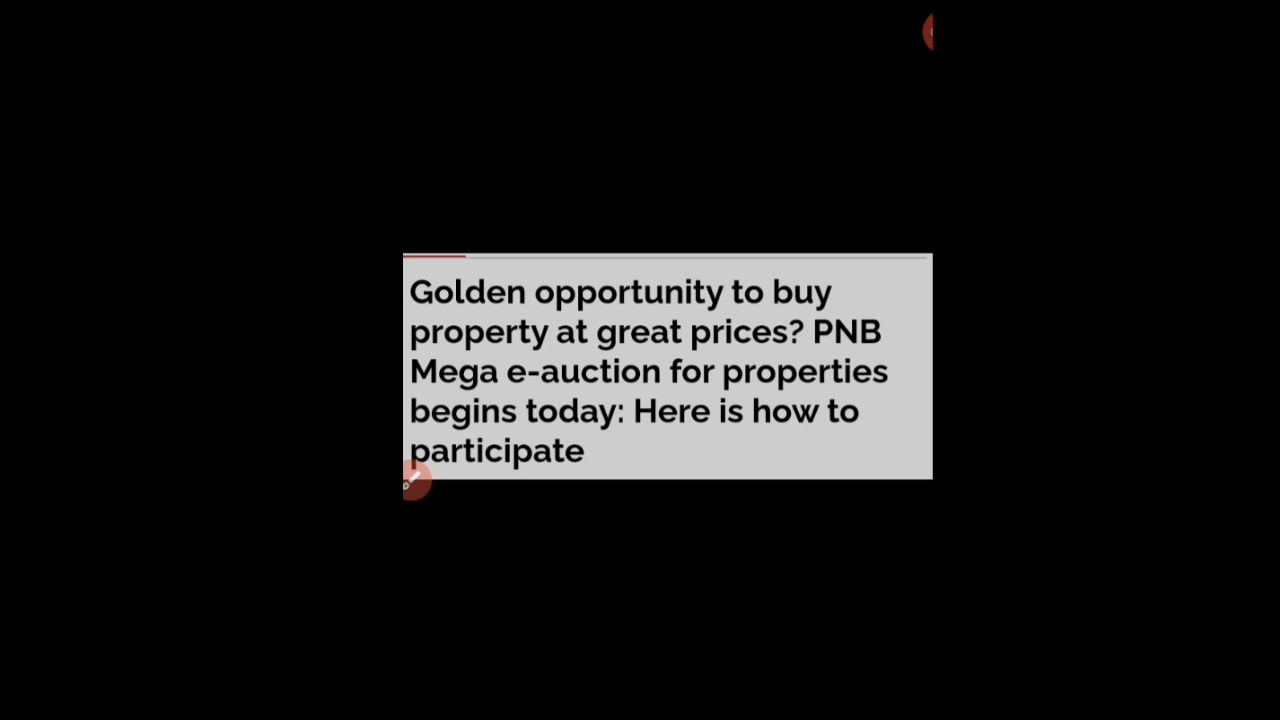 Golden opportunity to buy
property at great prices? PNB
Mega e-auction for properties
begins today: Here is how to
participate